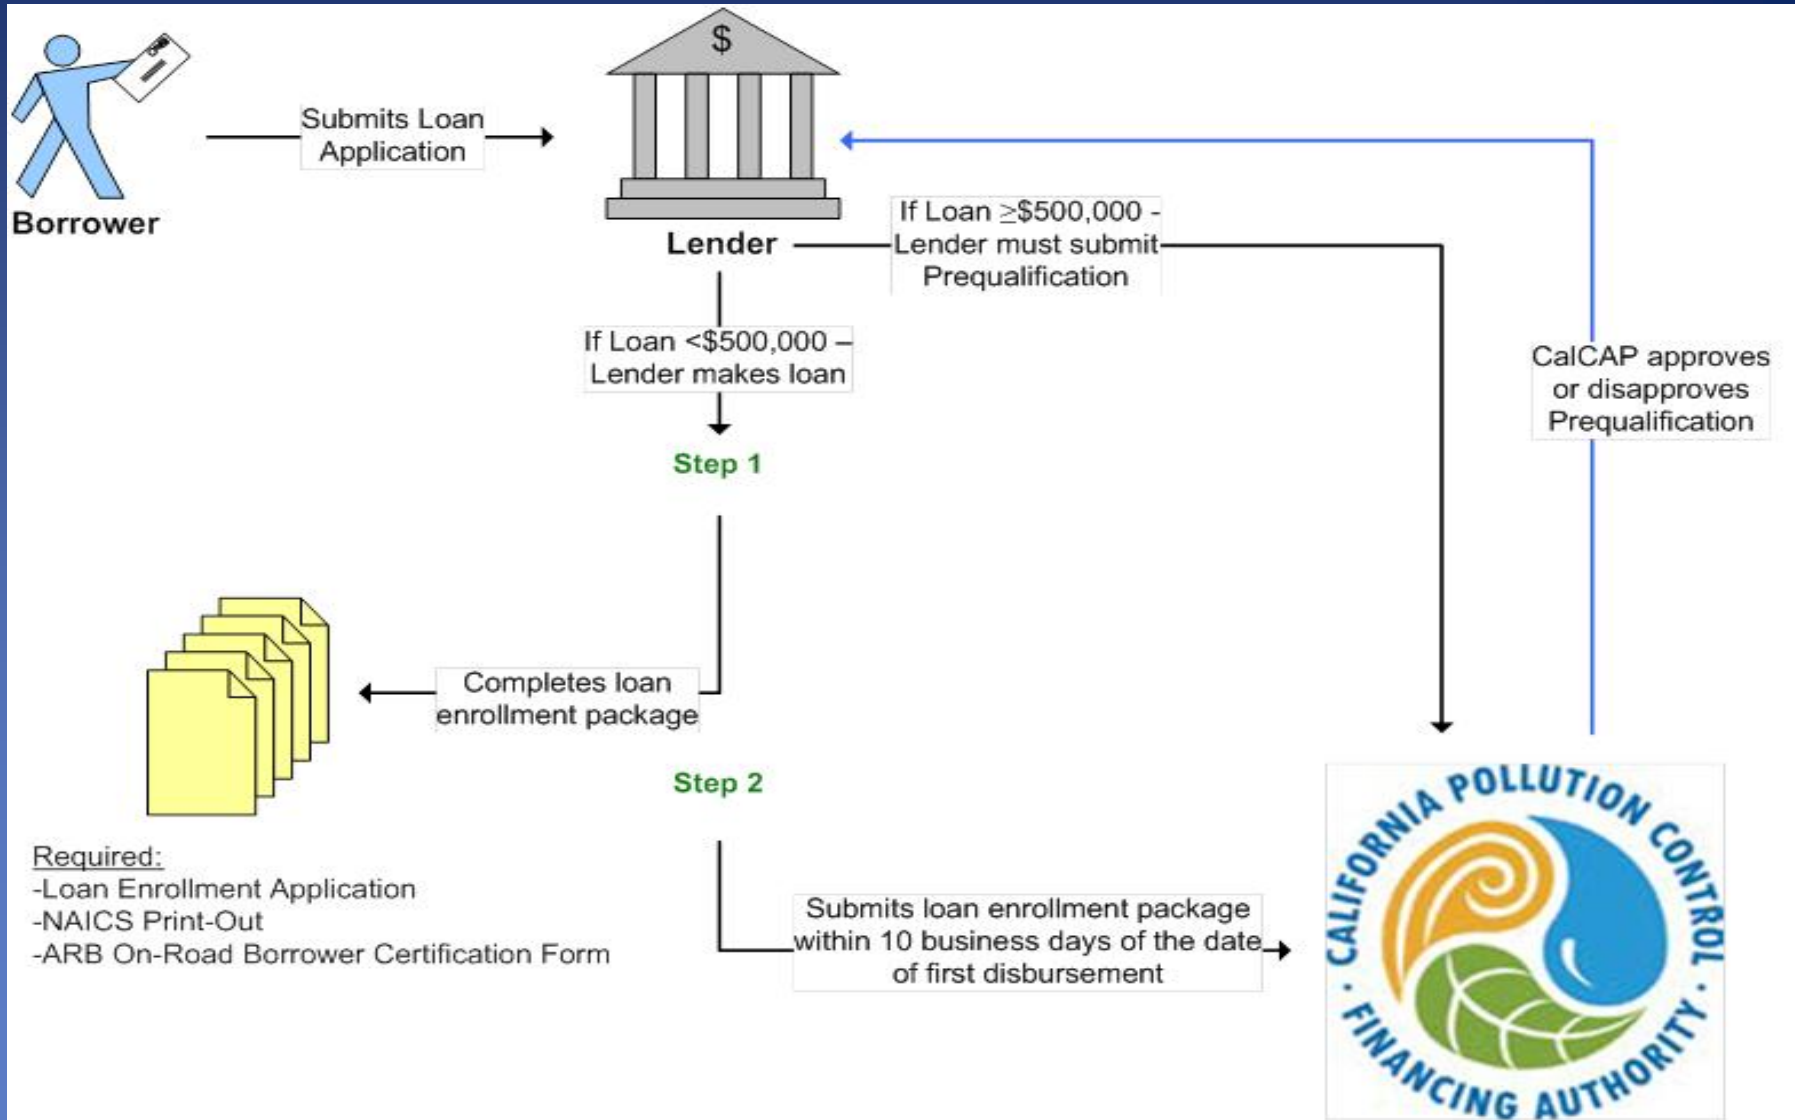 $
Submits Loan
Application
Borrower
Lender
If Loan ≥$500,000 -
Lender must submit
Prequalification
If Loan <$500,000 –
Lender makes loan
CalCAP approves
or disapproves
Prequalification
Step 1
Completes loan
enrollment package
Step 2
Required:
-Loan Enrollment Application
-NAICS Print-Out
-ARB On-Road Borrower Certification Form
Submits loan enrollment package
within 10 business days of the date
of first disbursement
CALIFORNIA POLLUTION CONTROL
· FINANCING AUTHORITY ·